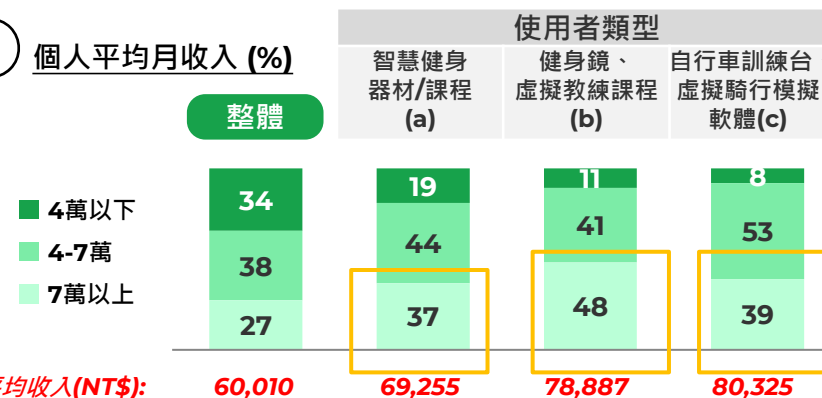 使用者類型
個人平均月收入 (%)
整體
智慧健身
器材/課程
(a)
健身鏡、
虛擬教練課程
(b)
自行車訓練台
虛擬騎行模擬
軟體(c)
4萬以下
4-7萬
7萬以上
34 19 11 8
38 44 41 53
27 37 48 39
均收入(NT$): 60,010 69,255 78,887 80,325